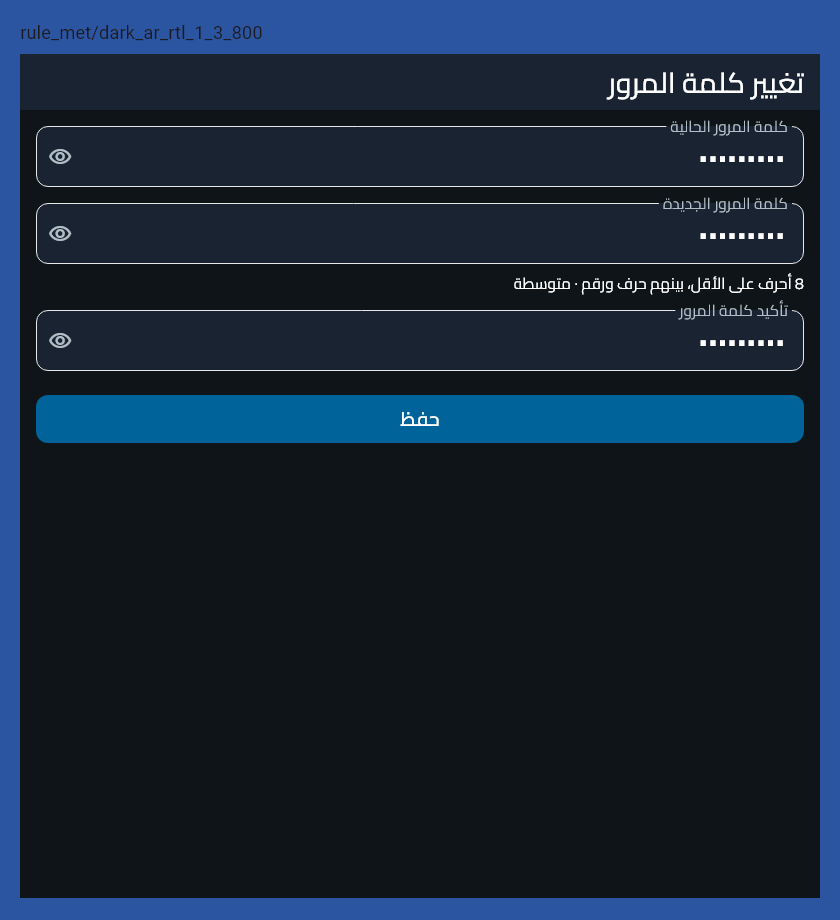 rule_met/dark_ar_rtl_1_3_800
تغيير كلمة المرور
كلمة المرور الحالية
•••••••••
كلمة المرور الجديدة
•••••••••
8 أحرف على الأقل، بينهم حرف ورقم · متوسطة
تأكيد كلمة المرور
•••••••••
حفظ